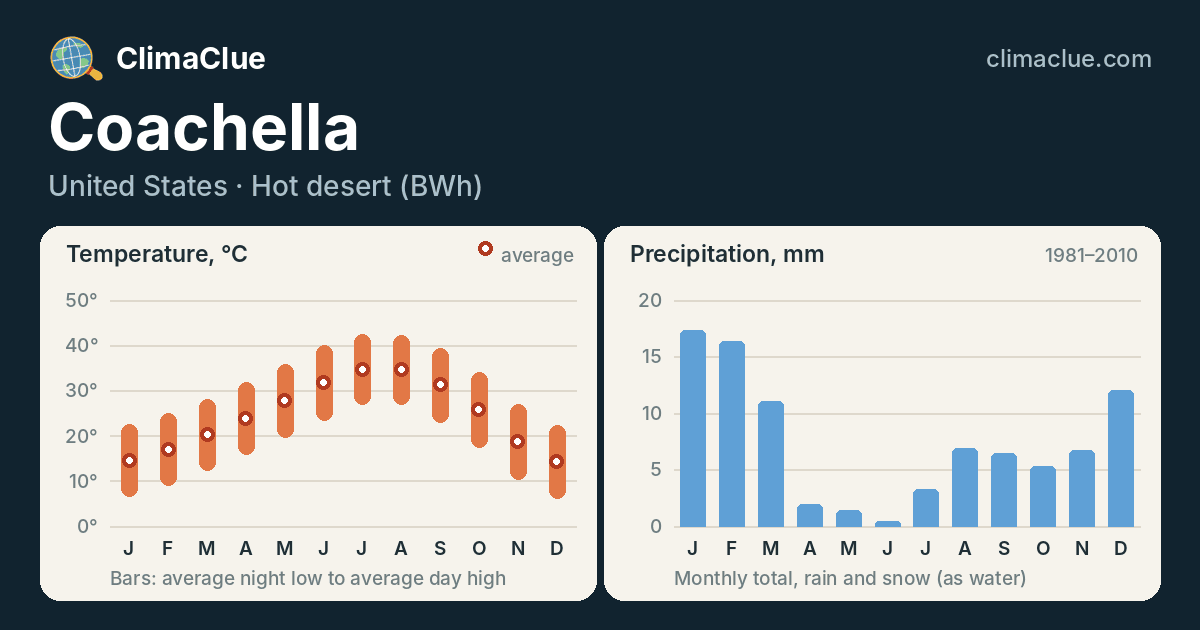 ClimaClue
climaclue.com
Coachella
United States · Hot desert (BWh)
Temperature, °C
average
50°
40°
30°
20°
10°
0°
J F M A M J J A S O N D
Bars: average night low to average day high
Precipitation, mm
1981–2010
20
15
10
5
0
J F M A M J J A S O N D
Monthly total, rain and snow (as water)